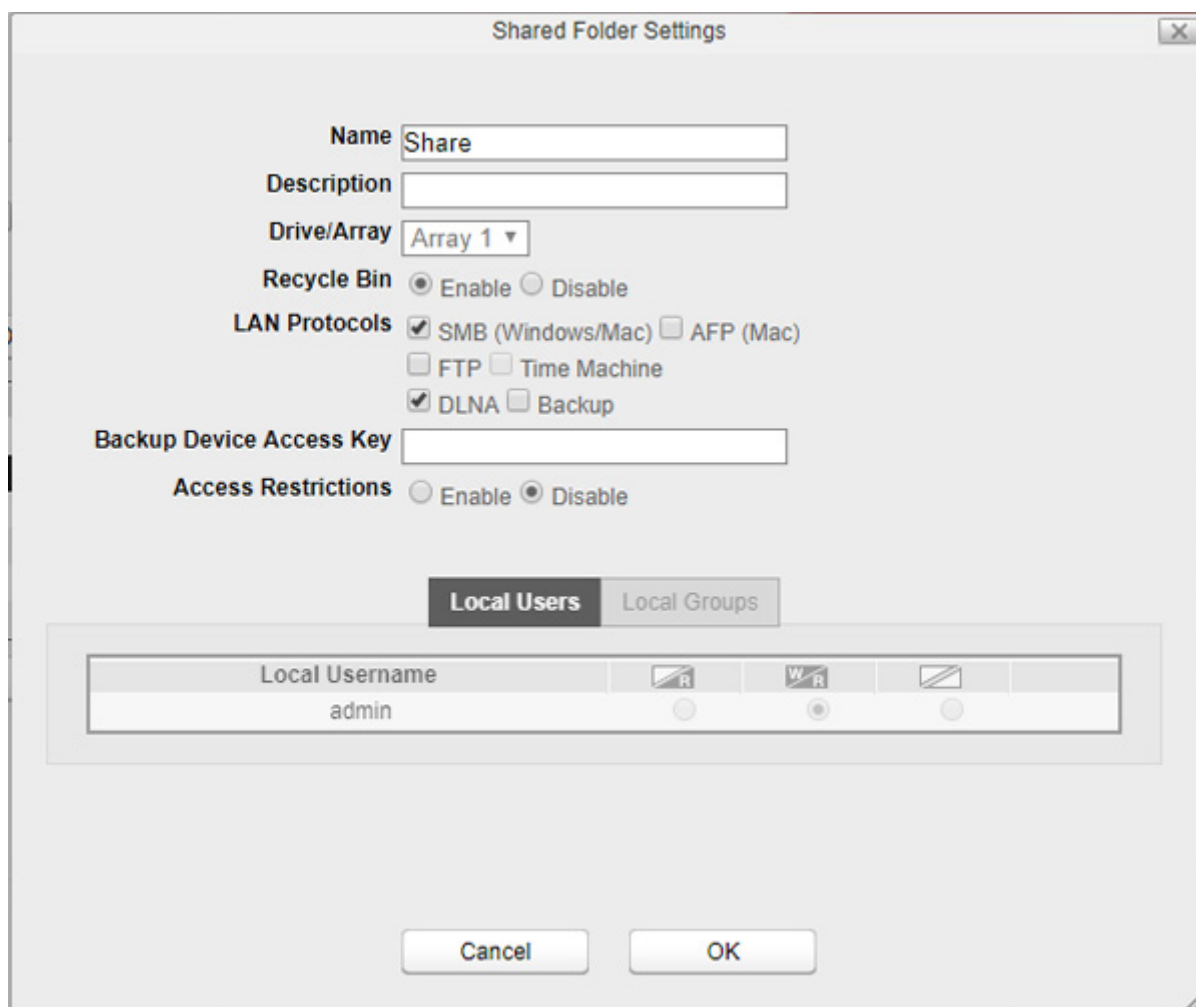 Shared Folder Settings
Name Share
Description
Drive/Array Array 1
Recycle Bin Enable Disable
LAN Protocols SMB (Windows/Mac) AFP (Mac)
FTP Time Machine
DLNA Backup
Backup Device Access Key
Access Restrictions Enable Disable
Local Users Local Groups
Local Username R W/R
admin
Cancel OK